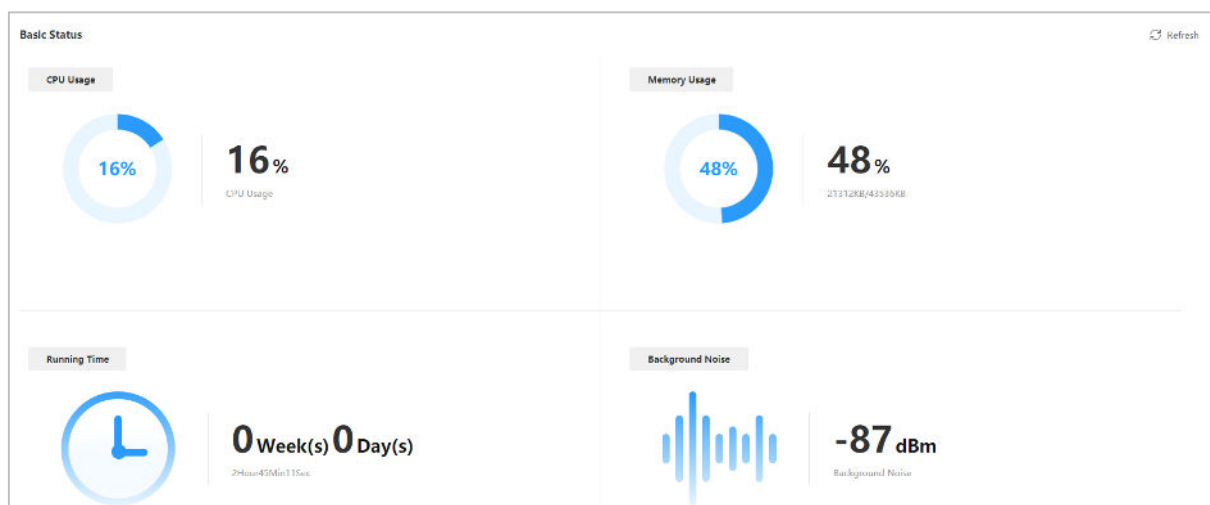 Basic Status
Refresh
CPU Usage
16%
16%
CPU Usage
Memory Usage
48%
48%
21312KB/43536KB
Running Time
0 Week(s) 0 Day(s)
2Hour45Min11Sec
Background Noise
-87 dBm
Background Noise